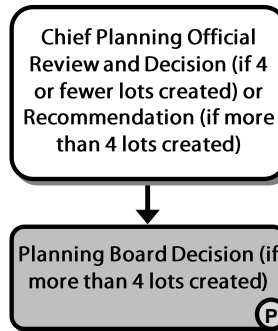 Chief Planning Official
Review and Decision (if 4
or fewer lots created) or
Recommendation (if more
than 4 lots created)
Planning Board Decision (if
more than 4 lots created)
P